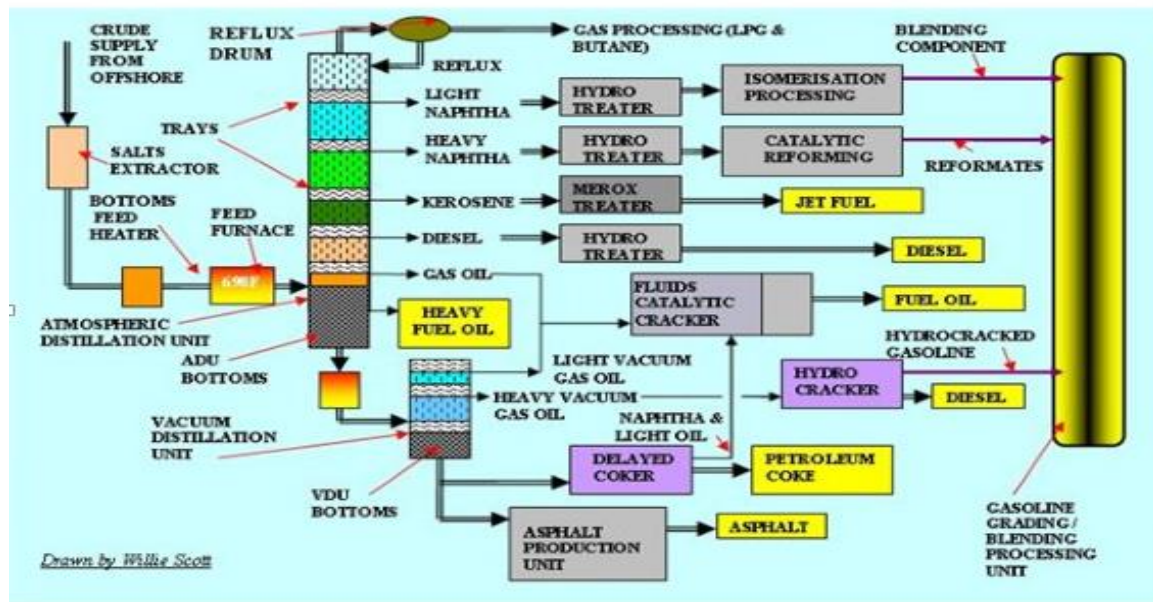 CRUDE
SUPPLY
FROM
OFFSHORE
REFLUX
DRUM
GAS PROCESSING (LPG &
BUTANE)
BLENDING
COMPONENT
REFLUX
LIGHT
NAPHTHA
HYDRO
TREATER
ISOMERISATION
PROCESSING
TRAYS
SALTS
EXTRACTOR
HEAVY
NAPHTHA
HYDRO
TREATER
CATALYTIC
REFORMING
REFORMATES
BOTTOMS
FEED
HEATER
FEED
FURNACE
KEROSENE
MEROX
TREATER
JET FUEL
DIESEL
HYDRO
TREATER
DIESEL
698F
GAS OIL
FLUIDS
CATALYTIC
CRACKER
FUEL OIL
ATMOSPHERIC
DISTILLATION UNIT
HEAVY
FUEL OIL
HYDROCRACKED
GASOLINE
ADU
BOTTOMS
LIGHT VACUUM
GAS OIL
HYDRO
CRACKER
HEAVY VACUUM
GAS OIL
DIESEL
VACUUM
DISTILLATION
UNIT
NAPHTHA &
LIGHT OIL
DELAYED
COKER
PETROLEUM
COKE
VDU
BOTTOMS
ASPHALT
PRODUCTION
UNIT
ASPHALT
GASOLINE
GRADING /
BLENDING
PROCESSING
UNIT
Drawn by Willie Scott